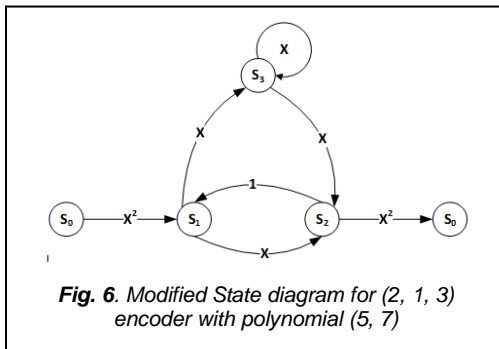 X
S₃
X
X
1
S₀
X²
S₁
S₂
X²
S₀
X
Fig. 6. Modified State diagram for (2, 1, 3)
encoder with polynomial (5, 7)